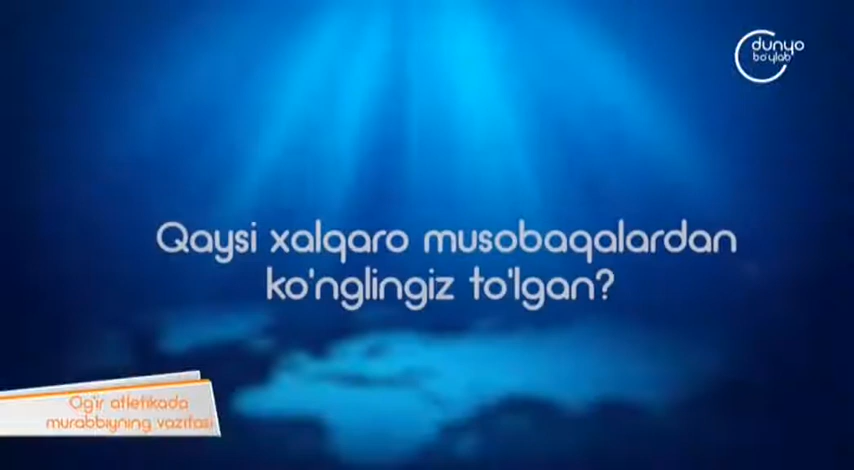 dunyo
bo'ylab
Qaysi xalqaro musobaqalardan
ko'nglingiz to'lgan?
Og'ir atletikada
murabbiyning vazifasi